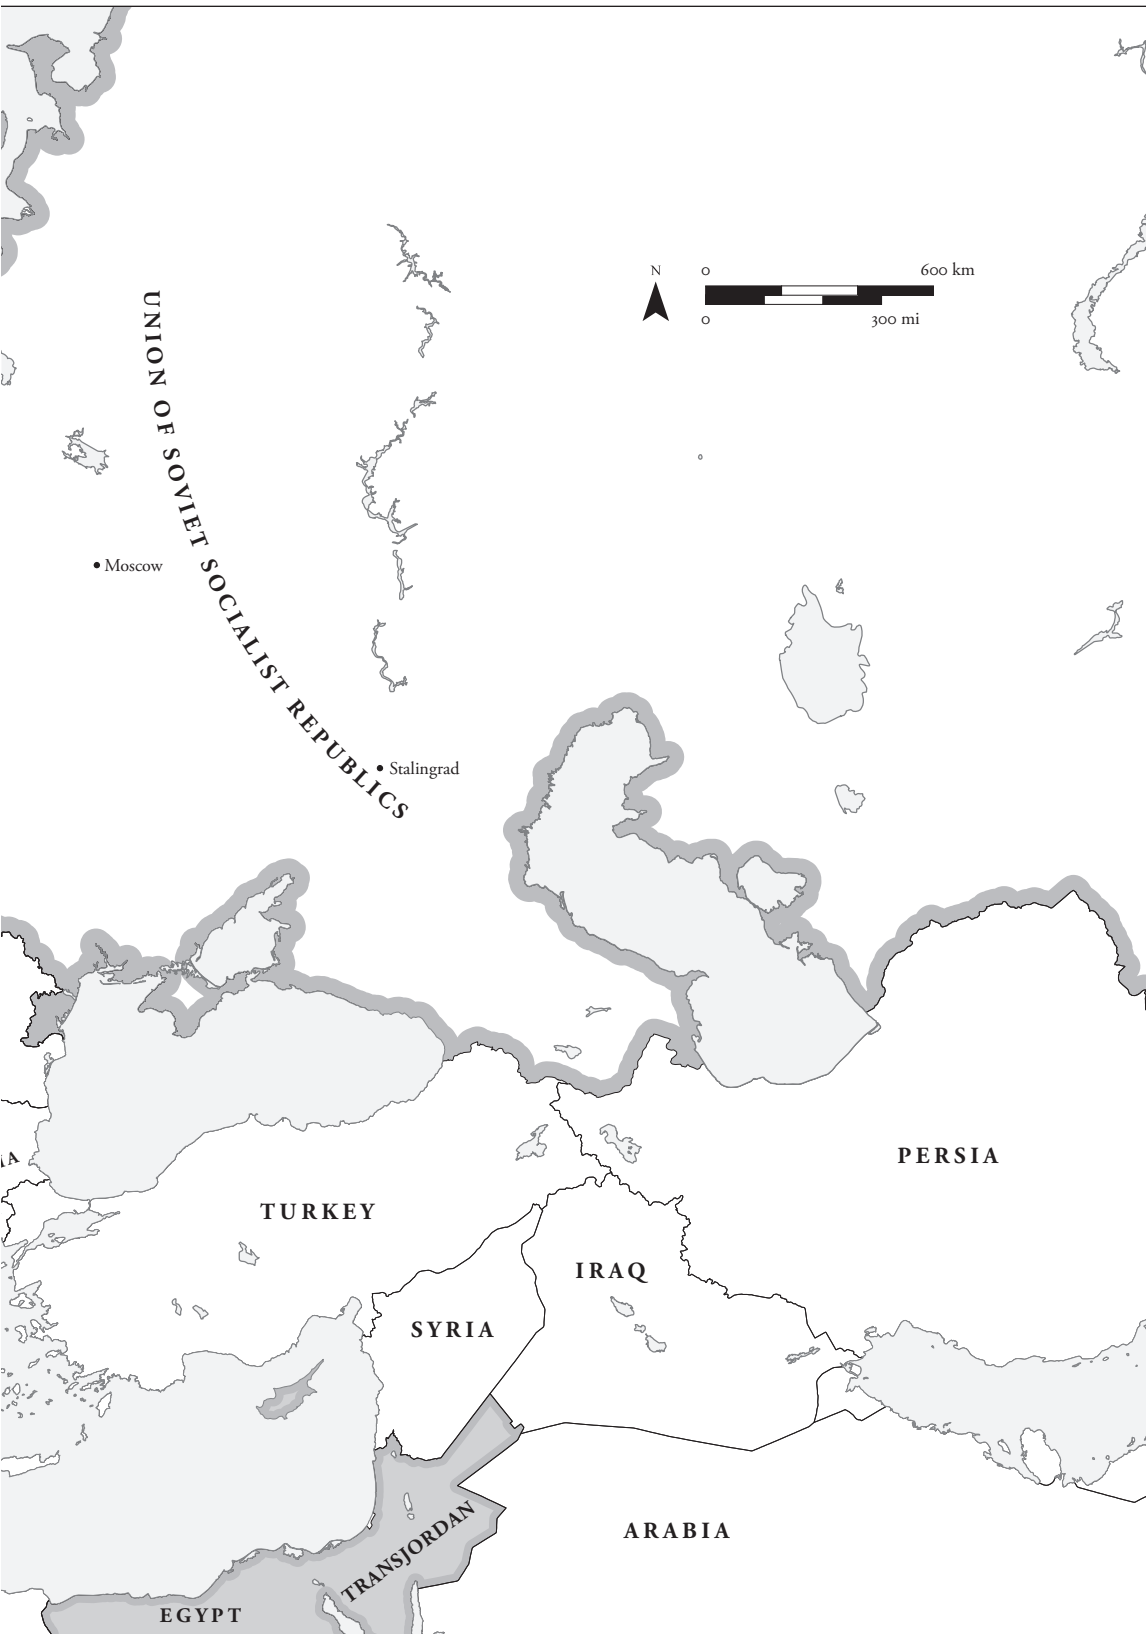 N
0 600 km
0 300 mi
UNION OF SOVIET SOCIALIST REPUBLICS
Moscow
Stalingrad
PERSIA
IA
TURKEY
IRAQ
SYRIA
TRANSJORDAN
ARABIA
EGYPT